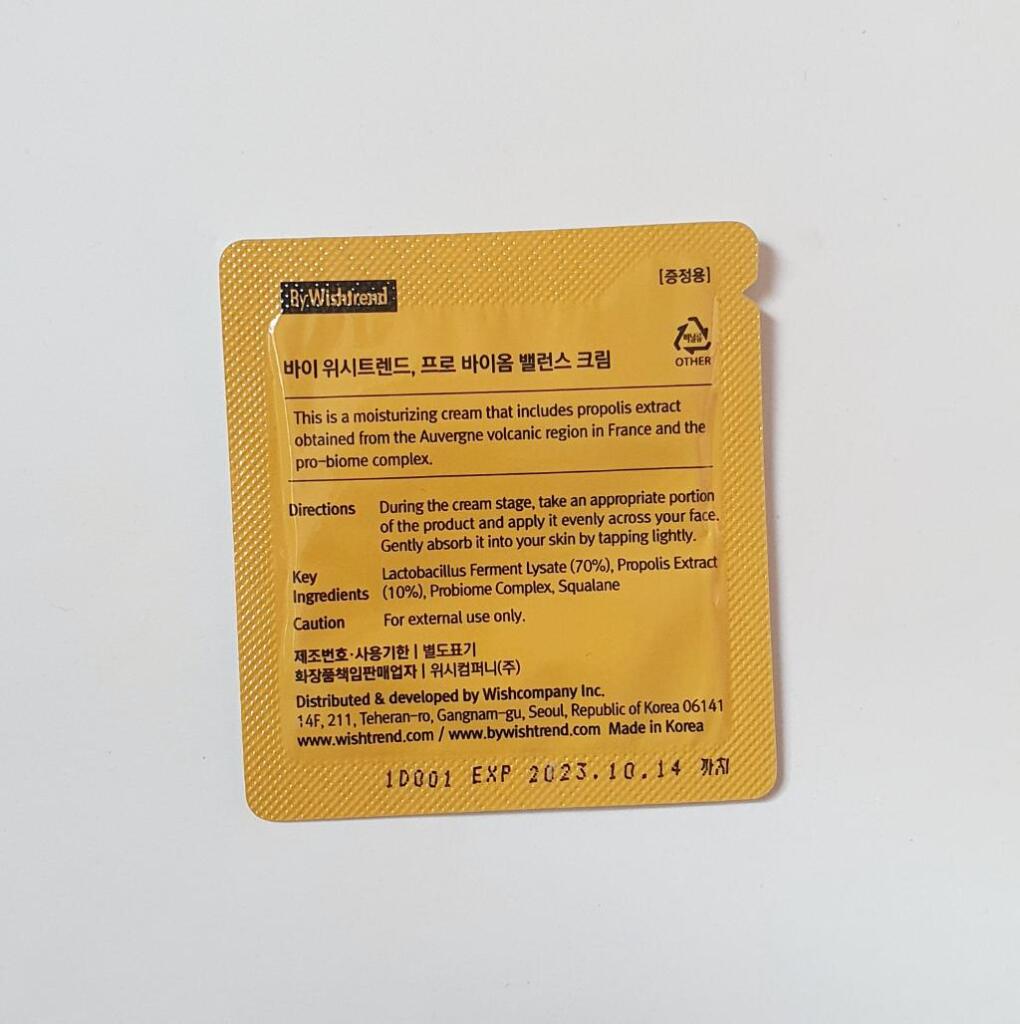 By Wishtrend
[증정용]
바이 위시트렌드, 프로 바이옴 밸런스 크림
바닐류
OTHER
This is a moisturizing cream that includes propolis extract
obtained from the Auvergne volcanic region in France and the
pro-biome complex.
Directions During the cream stage, take an appropriate portion
of the product and apply it evenly across your face.
Gently absorb it into your skin by tapping lightly.
Key Lactobacillus Ferment Lysate (70%), Propolis Extract
Ingredients (10%), Probiome Complex, Squalane
Caution For external use only.
제조번호·사용기한 | 별도표기
화장품책임판매업자 | 위시컴퍼니(주)
Distributed & developed by Wishcompany Inc.
14F, 211, Teheran-ro, Gangnam-gu, Seoul, Republic of Korea 06141
www.wishtrend.com / www.bywishtrend.com Made in Korea
1D001 EXP 2023.10.14 까지